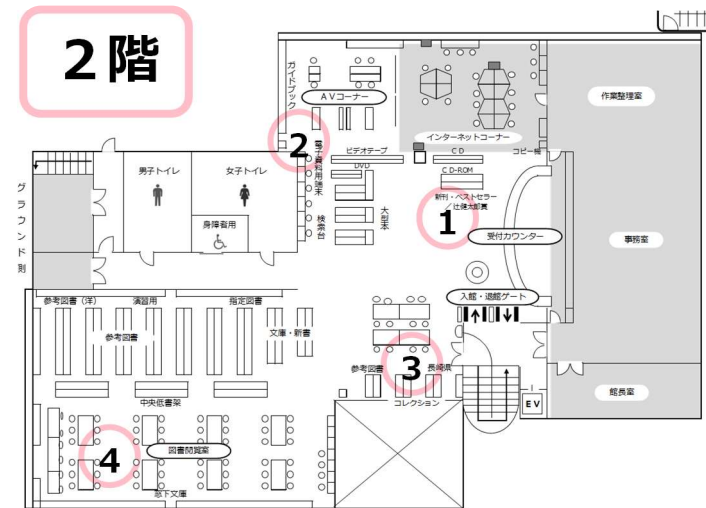 2階
ガイドブック
AVコーナー
作業整理室
インターネットコーナー
2
電子資料用端末
ビデオテープ
DVD
CD
コピー機
CD-ROM
男子トイレ
女子トイレ
新刊・ベストセラー
／辻健太郎賞
身障者用
検索台
大型本
1
受付カウンター
事務室
グラウンド側
入館・退館ゲート
参考図書（洋）
演習用
指定図書
参考図書
文庫・新書
3
参考図書
長崎県
コレクション
館長室
EV
中央低書架
4
図書閲覧室
窓下文庫